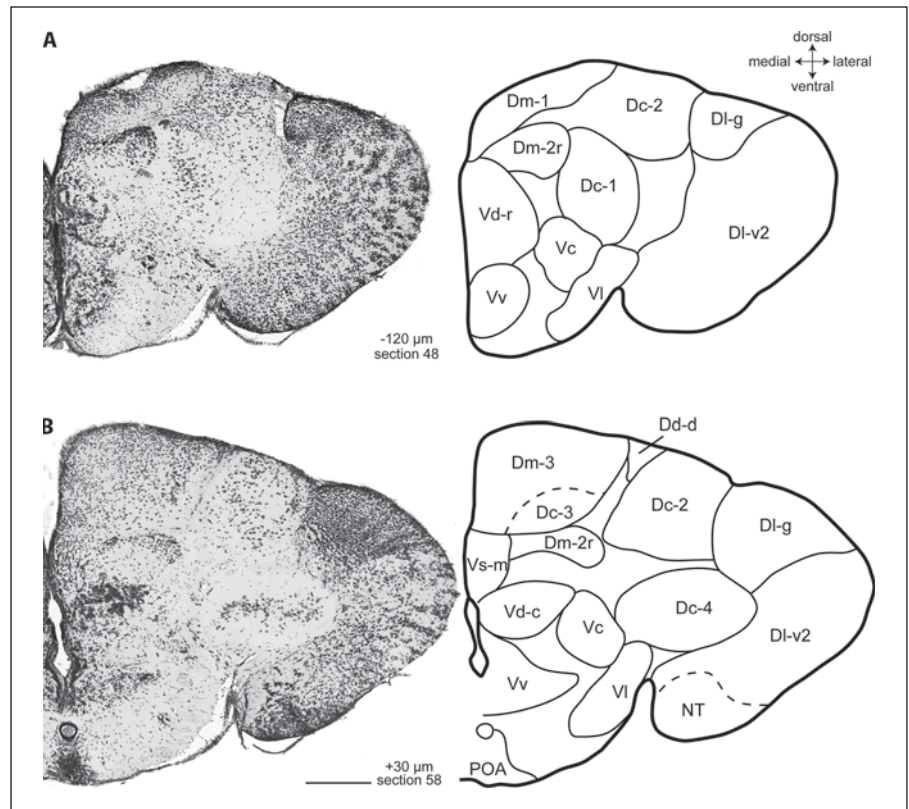 A
dorsal
medial lateral
ventral
Dm-1
Dc-2
Dl-g
Dm-2r
Dc-1
Vd-r
Vc
Dl-v2
Vv
Vl
-120 µm
section 48
B
Dd-d
Dm-3
Dc-3
Dc-2
Dl-g
Dm-2r
Vs-m
Vd-c
Vc
Dc-4
Dl-v2
Vv
Vl
NT
POA
+30 µm
section 58